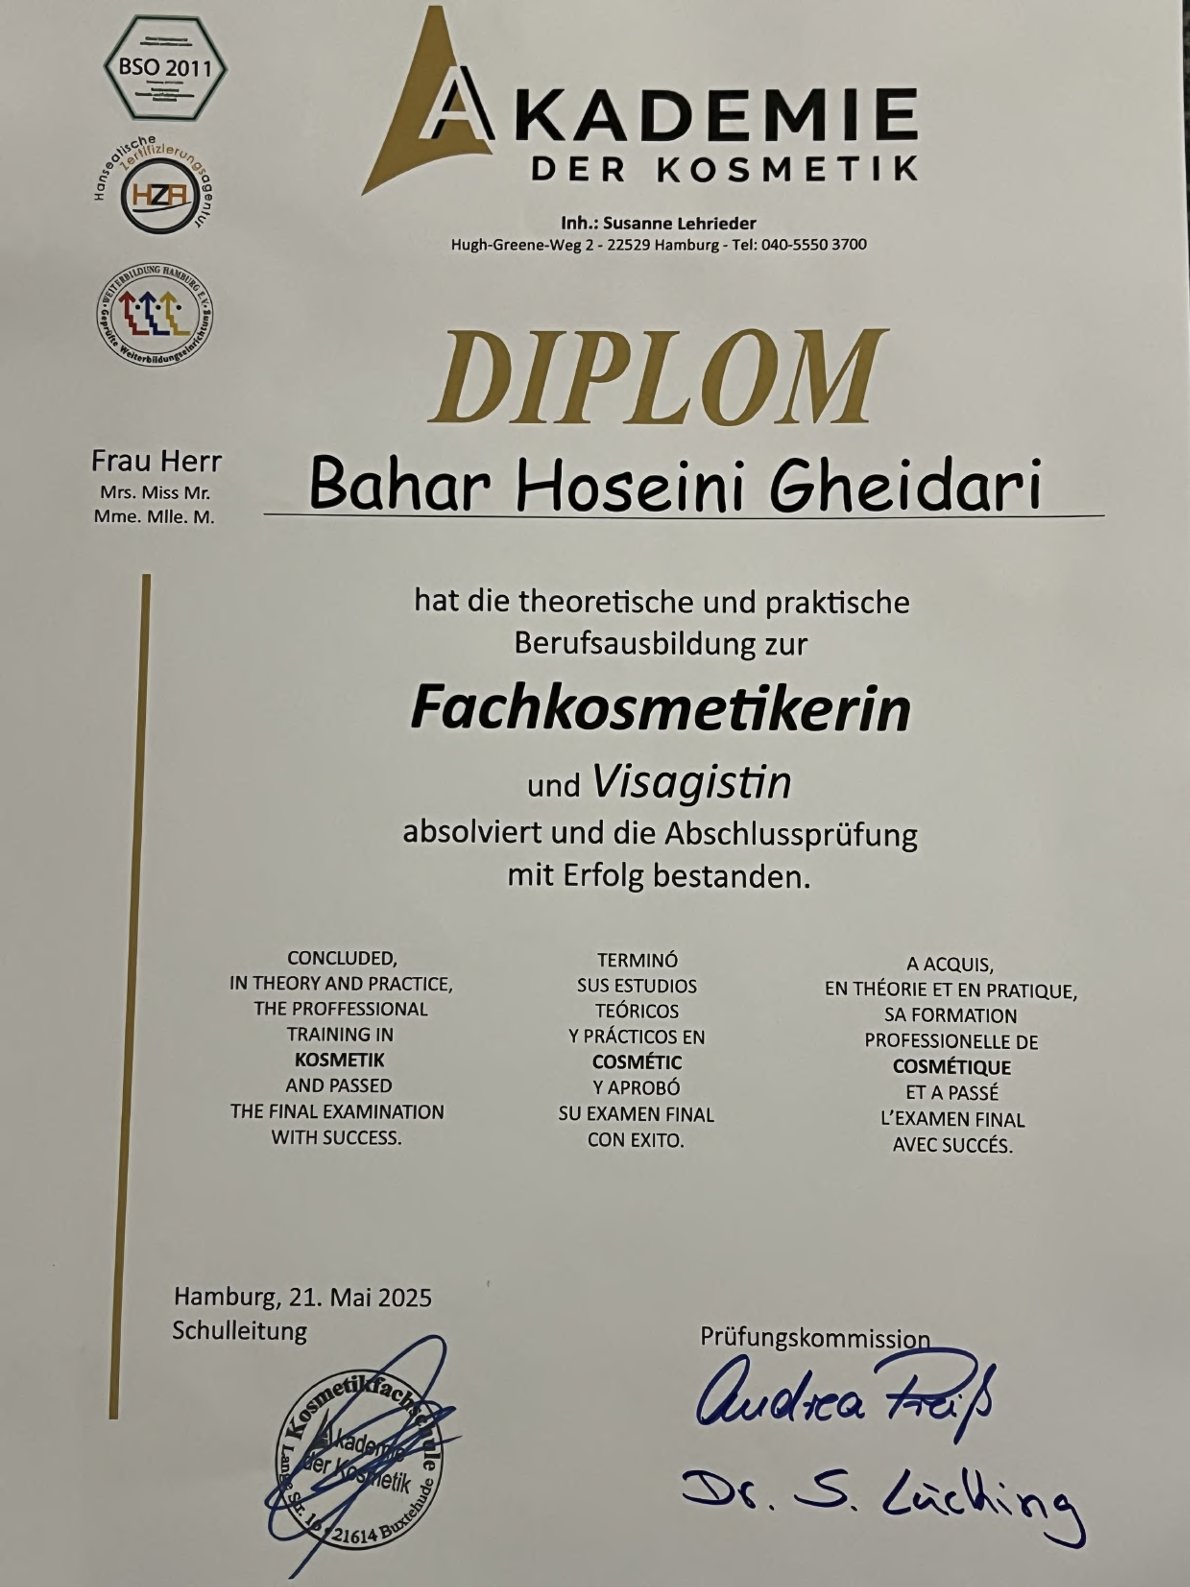 BSO 2011
Hanseatische
Zertifizierungsagentur
HZA
WEITERBILDUNG HAMBURG E.V.
Geprüfte Weiterbildungseinrichtung
AKADEMIE
DER KOSMETIK
Inh.: Susanne Lehrieder
Hugh-Greene-Weg 2 - 22529 Hamburg - Tel: 040-5550 3700
DIPLOM
Frau Herr
Mrs. Miss Mr.
Mme. Mlle. M.
Bahar Hoseini Gheidari
hat die theoretische und praktische
Berufsausbildung zur
Fachkosmetikerin
und Visagistin
absolviert und die Abschlussprüfung
mit Erfolg bestanden.
CONCLUDED,
IN THEORY AND PRACTICE,
THE PROFFESSIONAL
TRAINING IN
KOSMETIK
AND PASSED
THE FINAL EXAMINATION
WITH SUCCESS.
TERMINÓ
SUS ESTUDIOS
TEÓRICOS
Y PRÁCTICOS EN
COSMÉTIC
Y APROBÓ
SU EXAMEN FINAL
CON EXITO.
A ACQUIS,
EN THÉORIE ET EN PRATIQUE,
SA FORMATION
PROFESSIONELLE DE
COSMÉTIQUE
ET A PASSÉ
L'EXAMEN FINAL
AVEC SUCCÉS.
Hamburg, 21. Mai 2025
Schulleitung
Kosmetikfachschule
Akademie
der Kosmetik
Lange Str. 21614 Buxtehude
Prüfungskommission
Andrea Preiß
Dr. S. Lücking